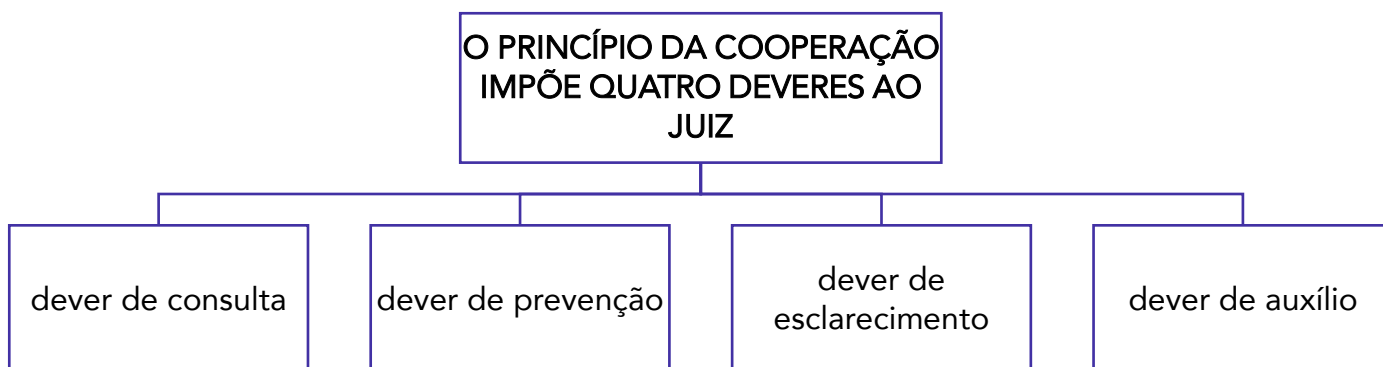 O PRINCÍPIO DA COOPERAÇÃO
IMPÕE QUATRO DEVERES AO
JUIZ
dever de consulta
dever de prevenção
dever de
esclarecimento
dever de auxílio